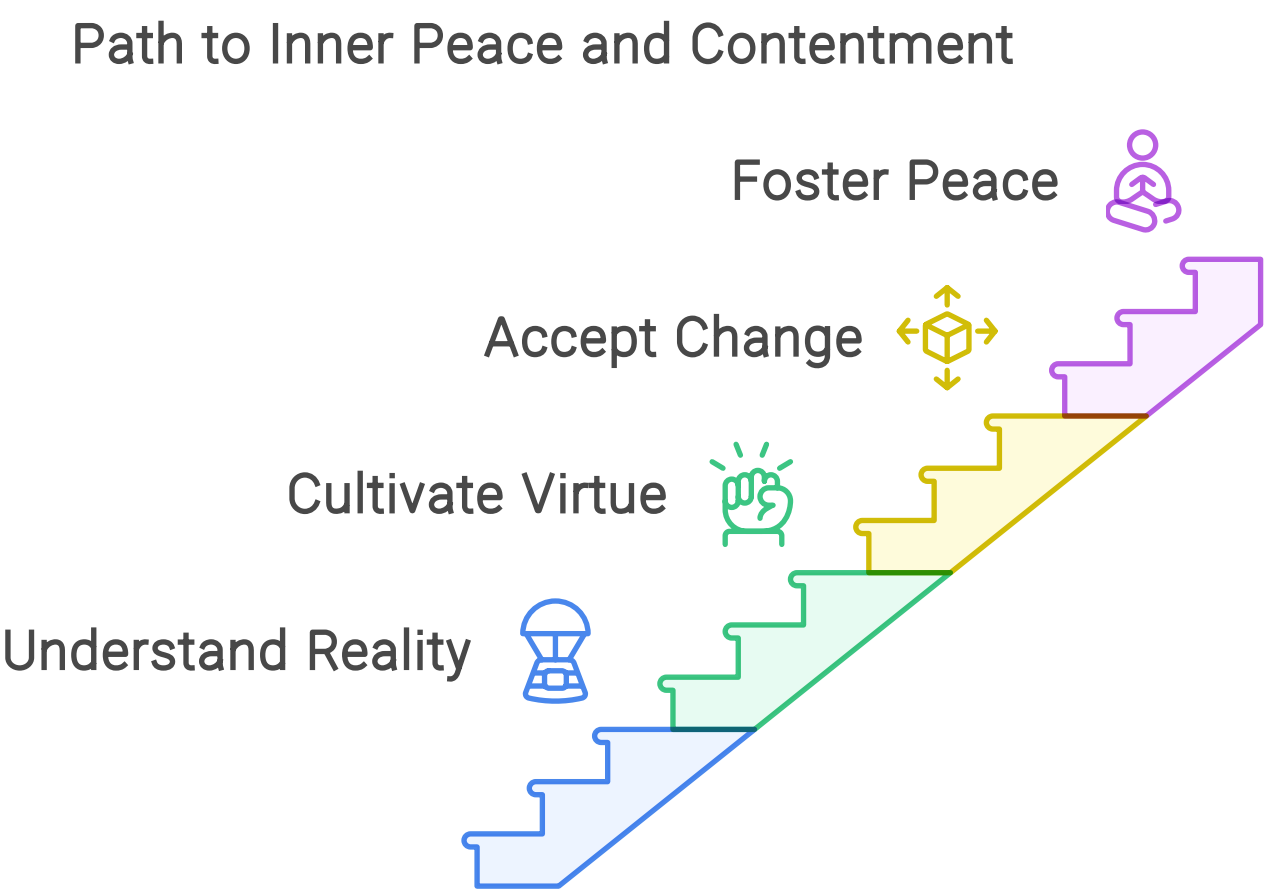 Path to Inner Peace and Contentment
Foster Peace
Accept Change
Cultivate Virtue
Understand Reality